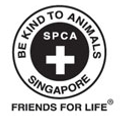 BE KIND TO ANIMALS
SPCA
SINGAPORE
FRIENDS FOR LIFE®